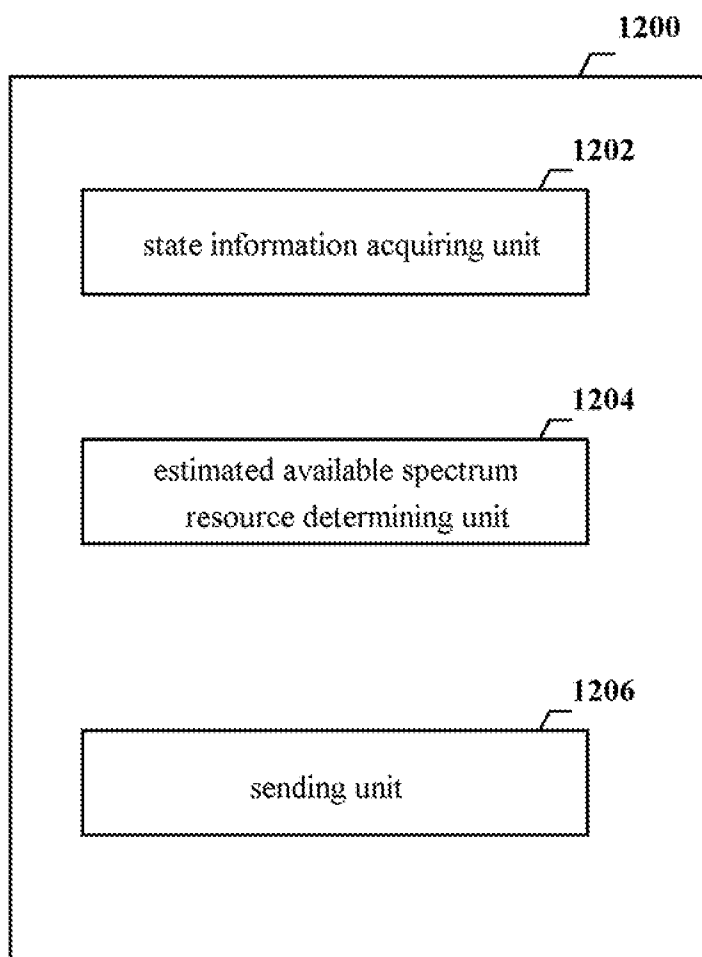 1200
1202
state information acquiring unit
1204
estimated available spectrum
resource determining unit
1206
sending unit